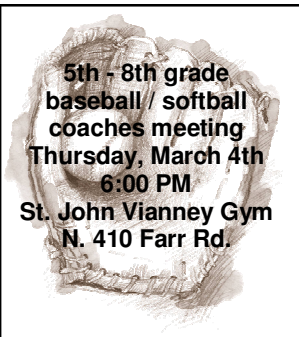 5th - 8th grade
baseball / softball
coaches meeting
Thursday, March 4th
6:00 PM
St. John Vianney Gym
N. 410 Farr Rd.